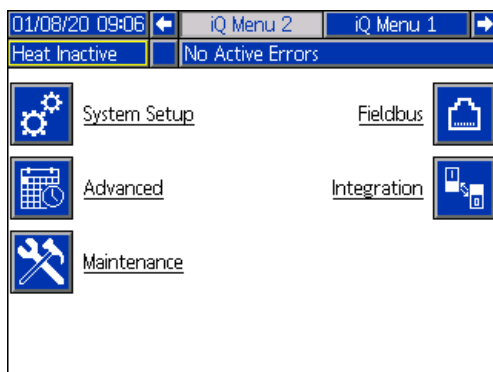 01/08/20 09:06 iQ Menu 2 iQ Menu 1
Heat Inactive No Active Errors
System Setup Fieldbus
Advanced Integration
Maintenance